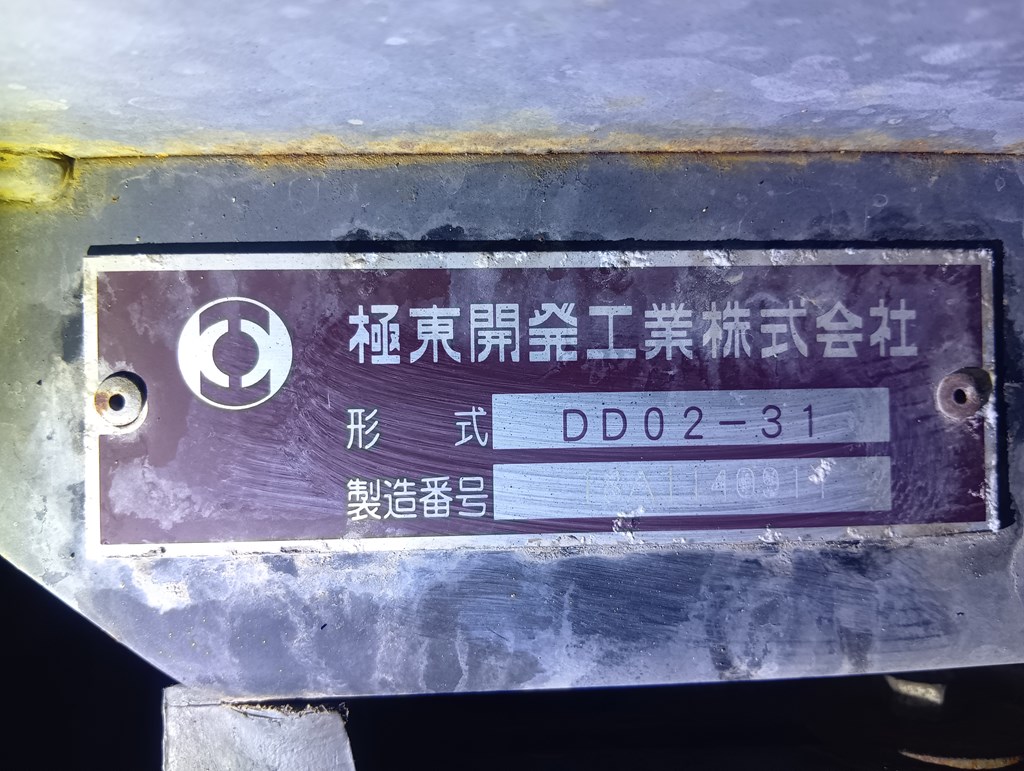 極東開発工業株式会社
形 式 DD02-31
製造番号